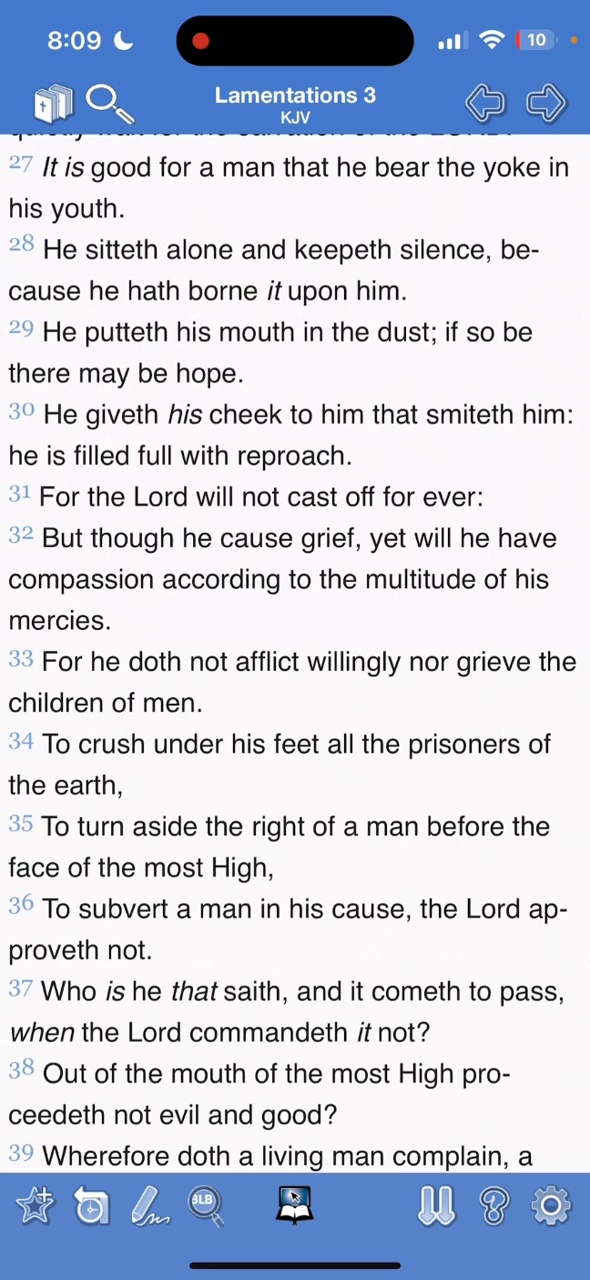 8:09
10
Lamentations 3
KJV
27 It is good for a man that he bear the yoke in
his youth.
28 He sitteth alone and keepeth silence, be-
cause he hath borne it upon him.
29 He putteth his mouth in the dust; if so be
there may be hope.
30 He giveth his cheek to him that smiteth him:
he is filled full with reproach.
31 For the Lord will not cast off for ever:
32 But though he cause grief, yet will he have
compassion according to the multitude of his
mercies.
33 For he doth not afflict willingly nor grieve the
children of men.
34 To crush under his feet all the prisoners of
the earth,
35 To turn aside the right of a man before the
face of the most High,
36 To subvert a man in his cause, the Lord ap-
proveth not.
37 Who is he that saith, and it cometh to pass,
when the Lord commandeth it not?
38 Out of the mouth of the most High pro-
ceedeth not evil and good?
39 Wherefore doth a living man complain, a
BLB